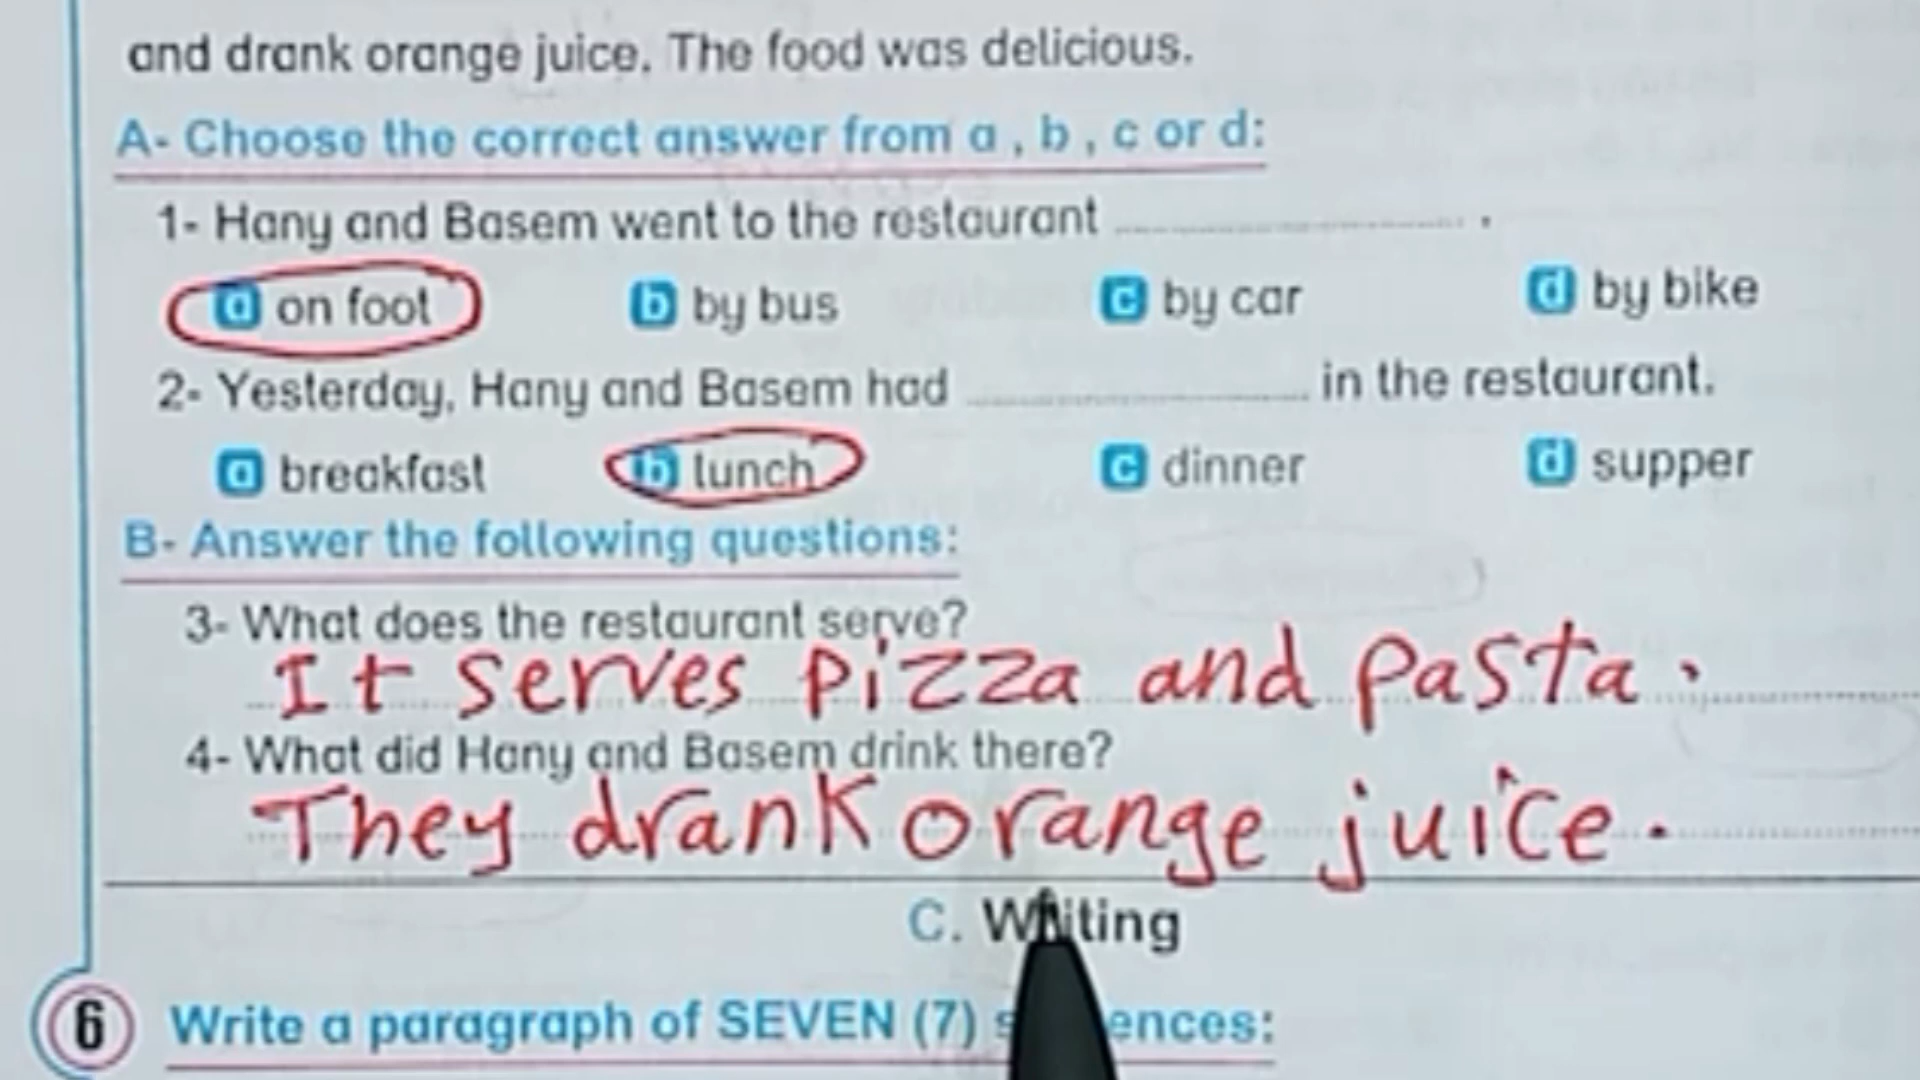 and drank orange juice. The food was delicious.
A- Choose the correct answer from a , b , c or d:
1- Hany and Basem went to the restaurant .................... .
a on foot b by bus c by car d by bike
2- Yesterday, Hany and Basem had .................... in the restaurant.
a breakfast b lunch c dinner d supper
B- Answer the following questions:
3- What does the restaurant serve?
It serves pizza and pasta.
4- What did Hany and Basem drink there?
They drank orange juice.
C. Writing
6 Write a paragraph of SEVEN (7)